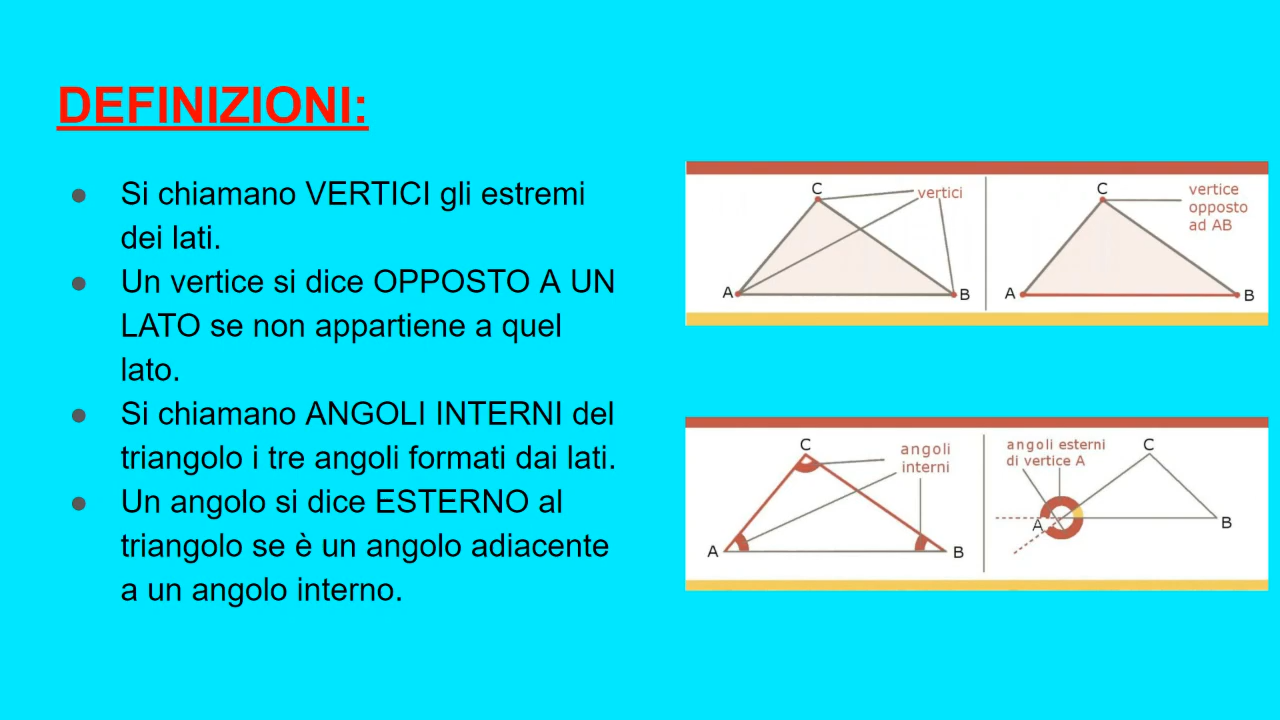 DEFINIZIONI:
● Si chiamano VERTICI gli estremi
dei lati.
● Un vertice si dice OPPOSTO A UN
LATO se non appartiene a quel
lato.
● Si chiamano ANGOLI INTERNI del
triangolo i tre angoli formati dai lati.
● Un angolo si dice ESTERNO al
triangolo se è un angolo adiacente
a un angolo interno.
C
vertici
A
B
C
vertice
opposto
ad AB
A
B
C
angoli
interni
A
B
angoli esterni
di vertice A
C
A
B